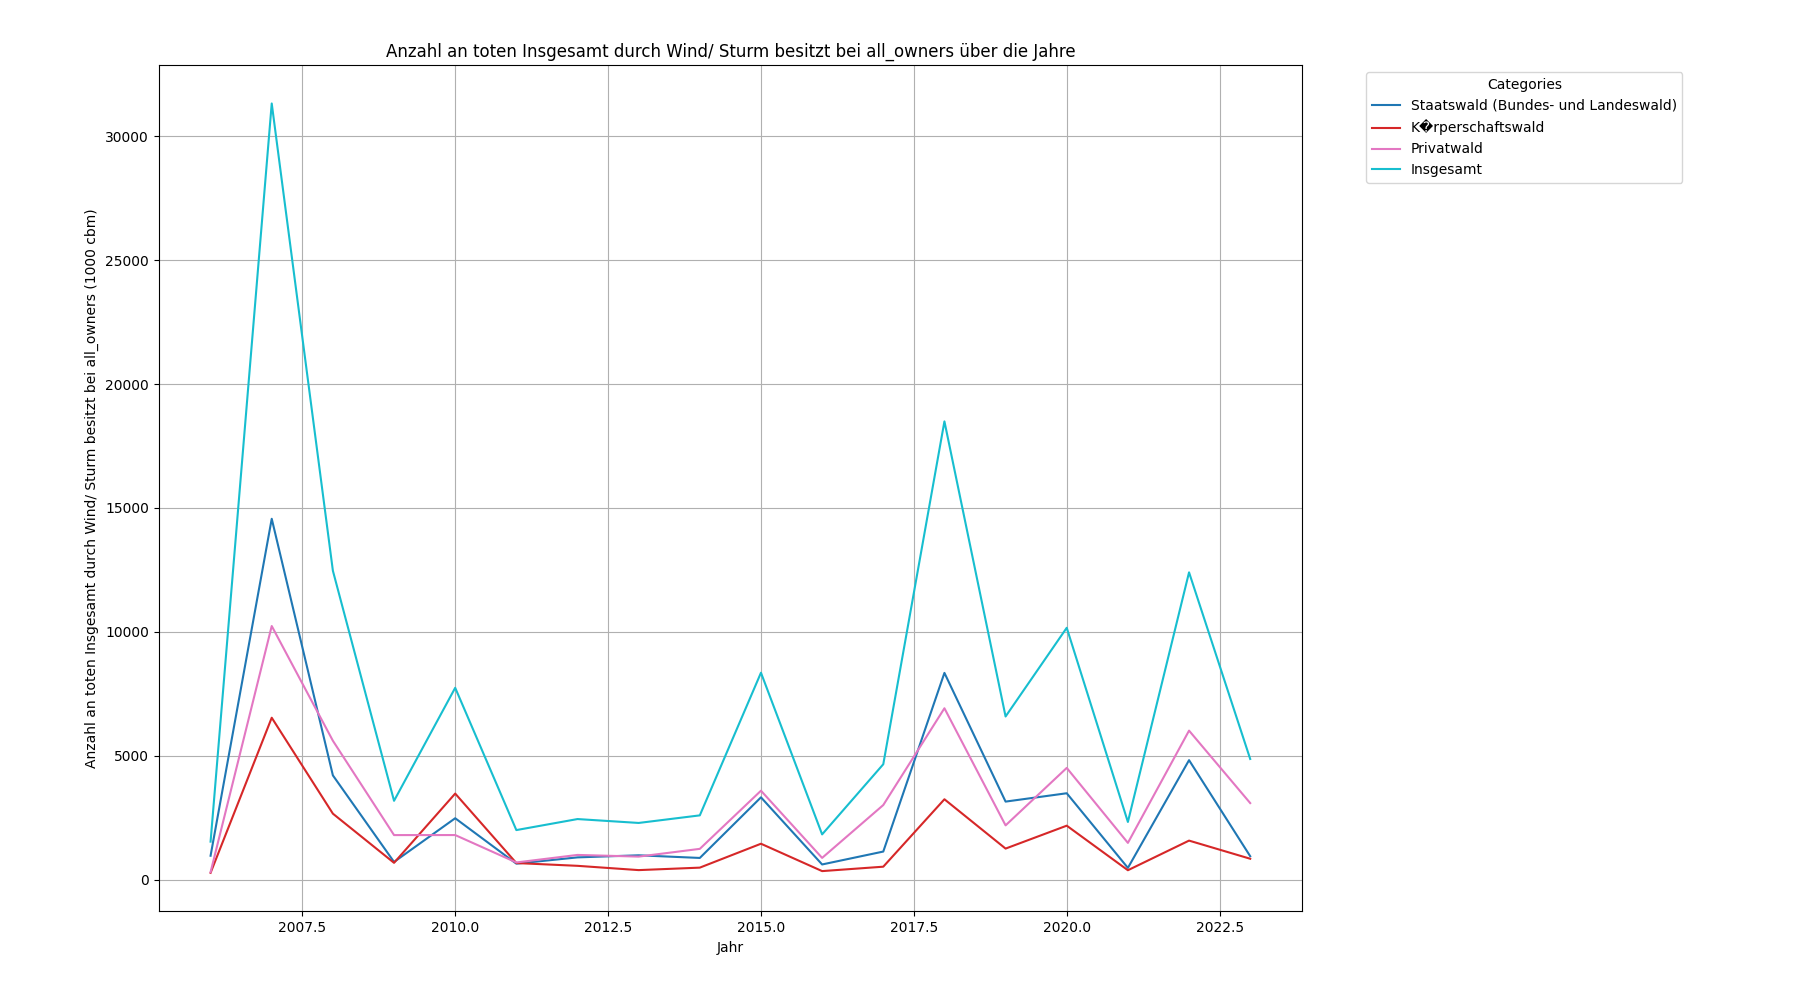 Anzahl an toten Insgesamt durch Wind/ Sturm besitzt bei all_owners über die Jahre
Categories
Staatswald (Bundes- und Landeswald)
K�rperschaftswald
Privatwald
Insgesamt
Anzahl an toten Insgesamt durch Wind/ Sturm besitzt bei all_owners (1000 cbm)
30000
25000
20000
15000
10000
5000
0
2007.5 2010.0 2012.5 2015.0 2017.5 2020.0 2022.5
Jahr